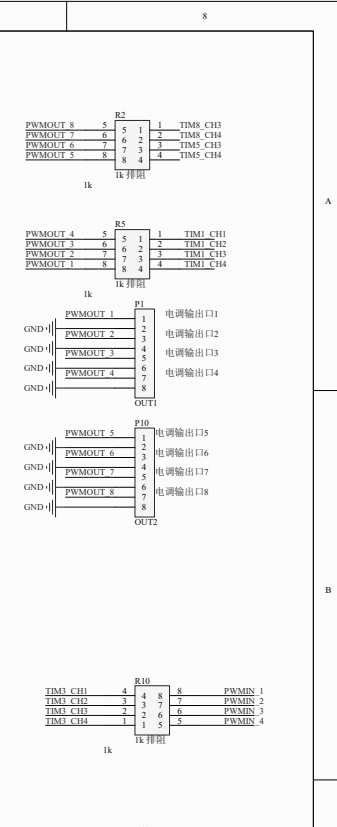 8
R2
PWMOUT_8 5 5 1 1 TIM8_CH3
PWMOUT_7 6 6 2 2 TIM8_CH4
PWMOUT_6 7 7 3 3 TIM5_CH3
PWMOUT_5 8 8 4 4 TIM5_CH4
1k 排阻
1k
A
R5
PWMOUT_4 5 5 1 1 TIM1_CH1
PWMOUT_3 6 6 2 2 TIM1_CH2
PWMOUT_2 7 7 3 3 TIM1_CH3
PWMOUT_1 8 8 4 4 TIM1_CH4
1k 排阻
1k
P1
PWMOUT_1 1 电调输出口1
GND 2
PWMOUT_2 3 电调输出口2
GND 4
PWMOUT_3 5 电调输出口3
GND 6
PWMOUT_4 7 电调输出口4
GND 8
OUT1
P10
PWMOUT_5 1 电调输出口5
GND 2
PWMOUT_6 3 电调输出口6
GND 4
PWMOUT_7 5 电调输出口7
GND 6
PWMOUT_8 7 电调输出口8
GND 8
OUT2
B
R10
TIM3_CH1 4 4 8 8 PWMIN_1
TIM3_CH2 3 3 7 7 PWMIN_2
TIM3_CH3 2 2 6 6 PWMIN_3
TIM3_CH4 1 1 5 5 PWMIN_4
1k 排阻
1k